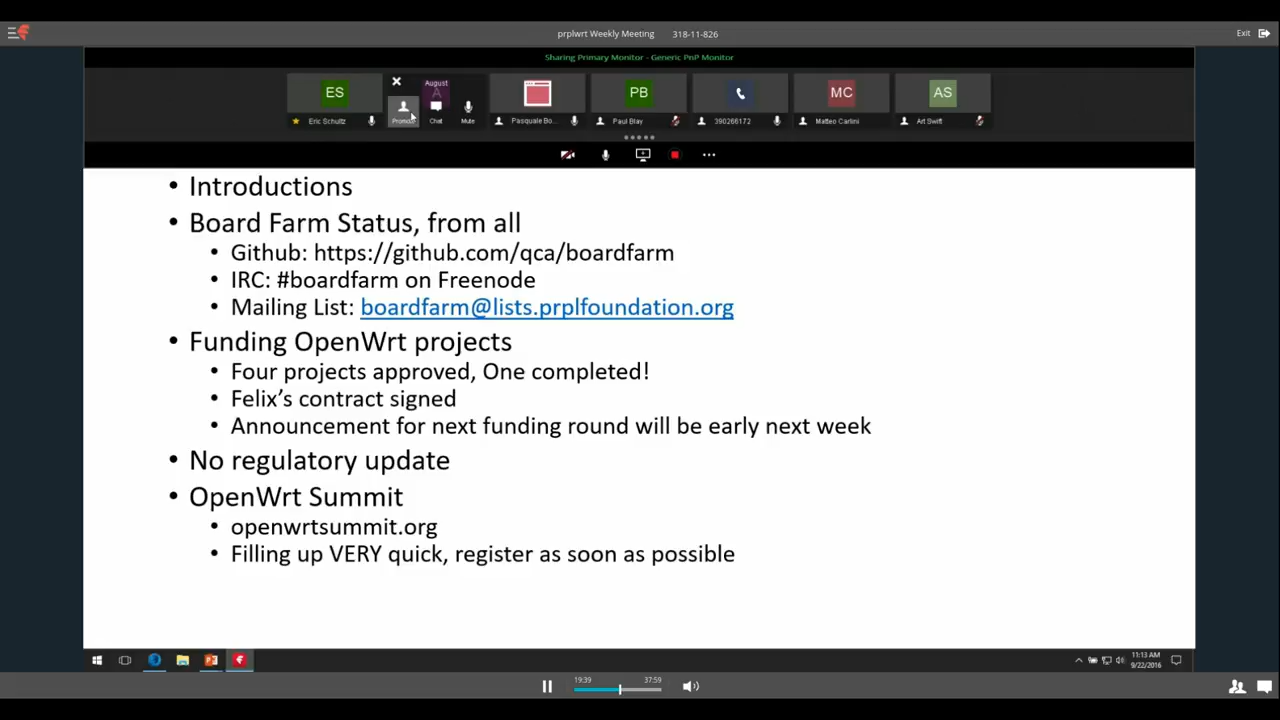 prplwrt Weekly Meeting 318-11-826
Exit
Sharing Primary Monitor - Generic PnP Monitor
ES
August
A
PB
MC
AS
Eric Schultz
Chat
Mute
Pasquale Bo...
Paul Blay
390266172
Matteo Carlini
Art Swift
• Introductions
• Board Farm Status, from all
• Github: https://github.com/qca/boardfarm
• IRC: #boardfarm on Freenode
• Mailing List: boardfarm@lists.prplfoundation.org
• Funding OpenWrt projects
• Four projects approved, One completed!
• Felix’s contract signed
• Announcement for next funding round will be early next week
• No regulatory update
• OpenWrt Summit
• openwrtsummit.org
• Filling up VERY quick, register as soon as possible
11:13 AM
9/22/2016
19:39
37:59